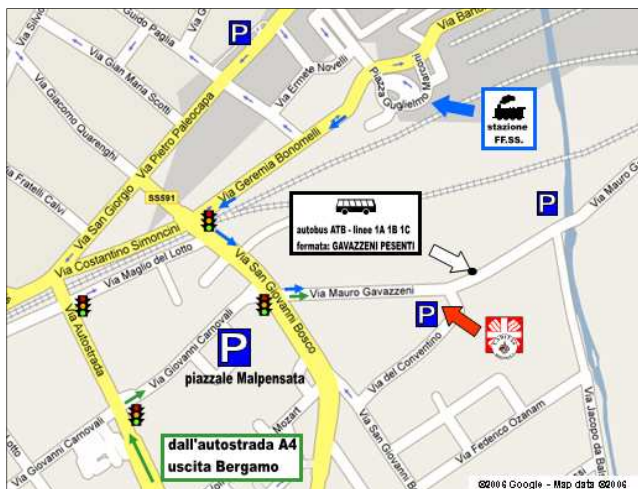 Via Silvio
Guido Paglia
Via Gian Maria Scotti
Via Giacomo Quarenghi
Via Fratelli Calvi
Via San Giorgio
Via Pietro Paleocapa
P
Via Ermete Novelli
Piazza Guglielmo
Marconi
Via Geremia Bonomelli
stazione
FF.SS.
SS591
autobus ATB - linee 1A 1B 1C
fermata: GAVAZZENI PESENTI
P
Via Mauro
Via Costantino Simoncini
Via Maglio del Lotto
Via San Giovanni Bosco
Via Mauro Gavazzeni
P
Via Autostrada
Via Giovanni Carnovali
P
piazzale Malpensata
Via del Conventino
Mozart
Via Giovanni Carnovali
Lotto
dall'autostrada A4
uscita Bergamo
Via San Giovanni
Via Federico Ozanam
Via Jacopo da
©2006 Google - Map data ©2006